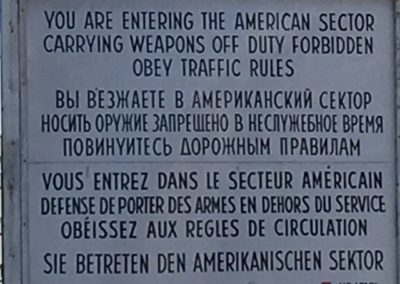 YOU ARE ENTERING THE AMERICAN SECTOR
CARRYING WEAPONS OFF DUTY FORBIDDEN
OBEY TRAFFIC RULES
ВЫ ВЪЕЗЖАЕТЕ В АМЕРИКАНСКИЙ СЕКТОР
НОСИТЬ ОРУЖИЕ ЗАПРЕЩЕНО В НЕСЛУЖЕБНОЕ ВРЕМЯ
ПОВИНУЙТЕСЬ ДОРОЖНЫМ ПРАВИЛАМ
VOUS ENTREZ DANS LE SECTEUR AMÉRICAIN
DEFENSE DE PORTER DES ARMES EN DEHORS DU SERVICE
OBÉISSEZ AUX REGLES DE CIRCULATION
SIE BETRETEN DEN AMERIKANISCHEN SEKTOR